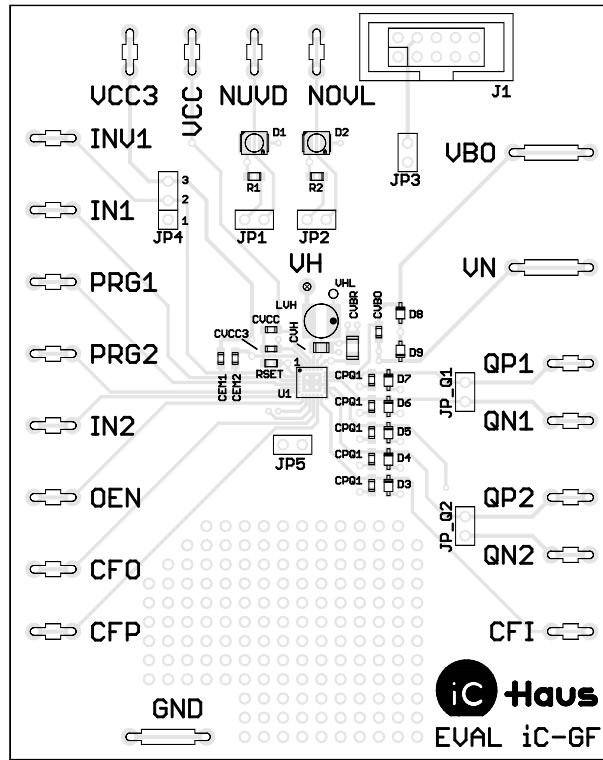 J1
VCC3
VCC
NUVD
NOVL
INV1
D1
D2
VBO
R1
R2
JP3
3
2
1
IN1
JP4
JP1
JP2
VH
VN
PRG1
VHL
LVH
CVBR
CVBO
D8
CVCC
CVH
CVCC3
D9
PRG2
CEM1
CEM2
RSET
1
U1
CPQ1
D7
JP_Q1
QP1
CPQ1
D6
IN2
CPQ1
D5
QN1
JP5
CPQ1
D4
CPQ1
D3
OEN
JP_Q2
QP2
QN2
CFO
CFP
CFI
GND
iC Haus
EVAL iC-GF